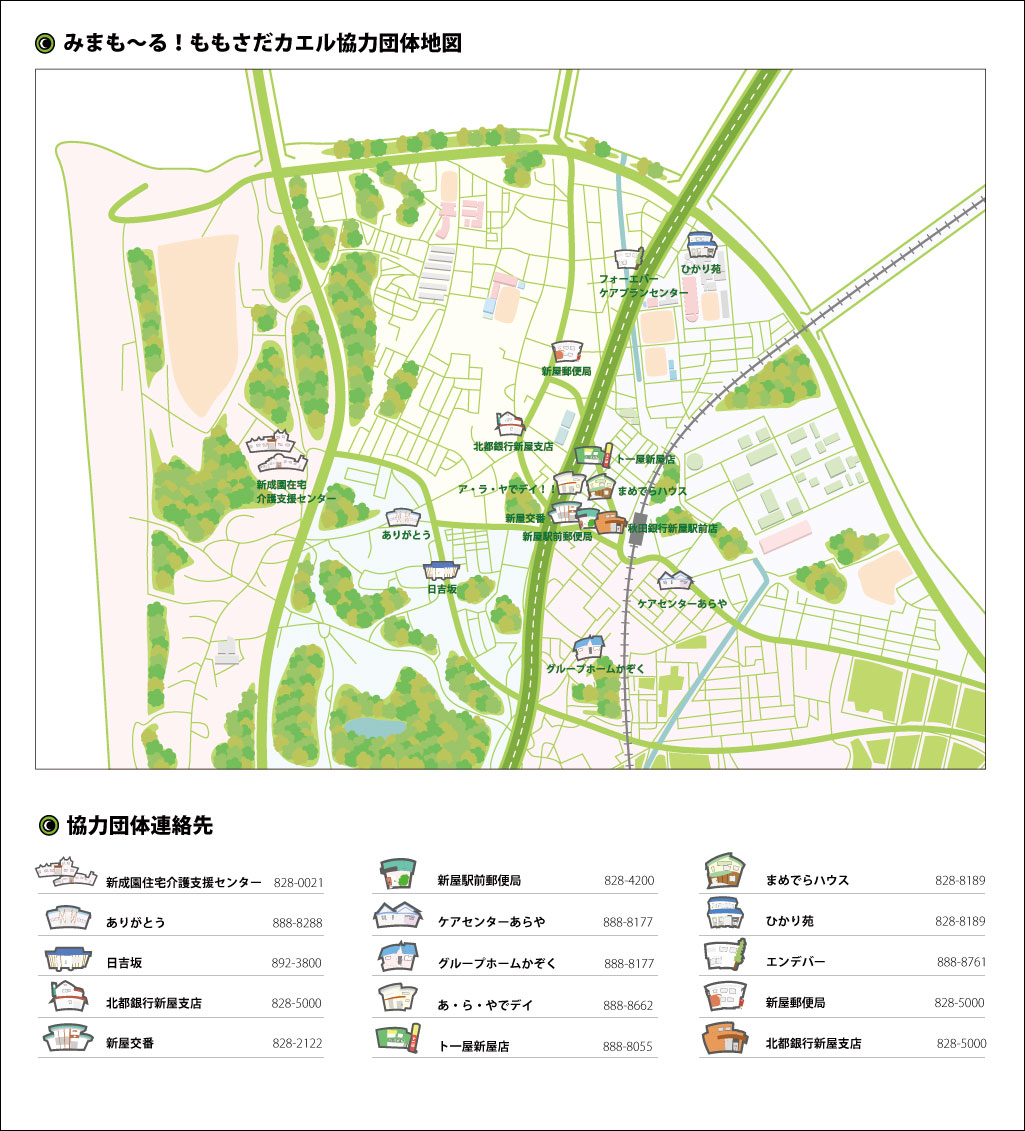 みまも～る！ももさだカエル協力団体地図
ひかり苑
フォーエバー
ケアプランセンター
新屋郵便局
北都銀行新屋支店
トー屋新屋店
新成園在宅
介護支援センター
ア・ラ・ヤでデイ！！
まめでらハウス
新屋交番
ありがとう
新屋駅前郵便局
秋田銀行新屋駅前店
日吉坂
ケアセンターあらや
グループホームかぞく
協力団体連絡先
新成園住宅介護支援センター 828-0021
ありがとう 888-8288
日吉坂 892-3800
北都銀行新屋支店 828-5000
新屋交番 828-2122
新屋駅前郵便局 828-4200
ケアセンターあらや 888-8177
グループホームかぞく 888-8177
あ・ら・やでデイ 888-8662
トー屋新屋店 888-8055
まめでらハウス 828-8189
ひかり苑 828-8189
エンデバー 888-8761
新屋郵便局 828-5000
北都銀行新屋支店 828-5000